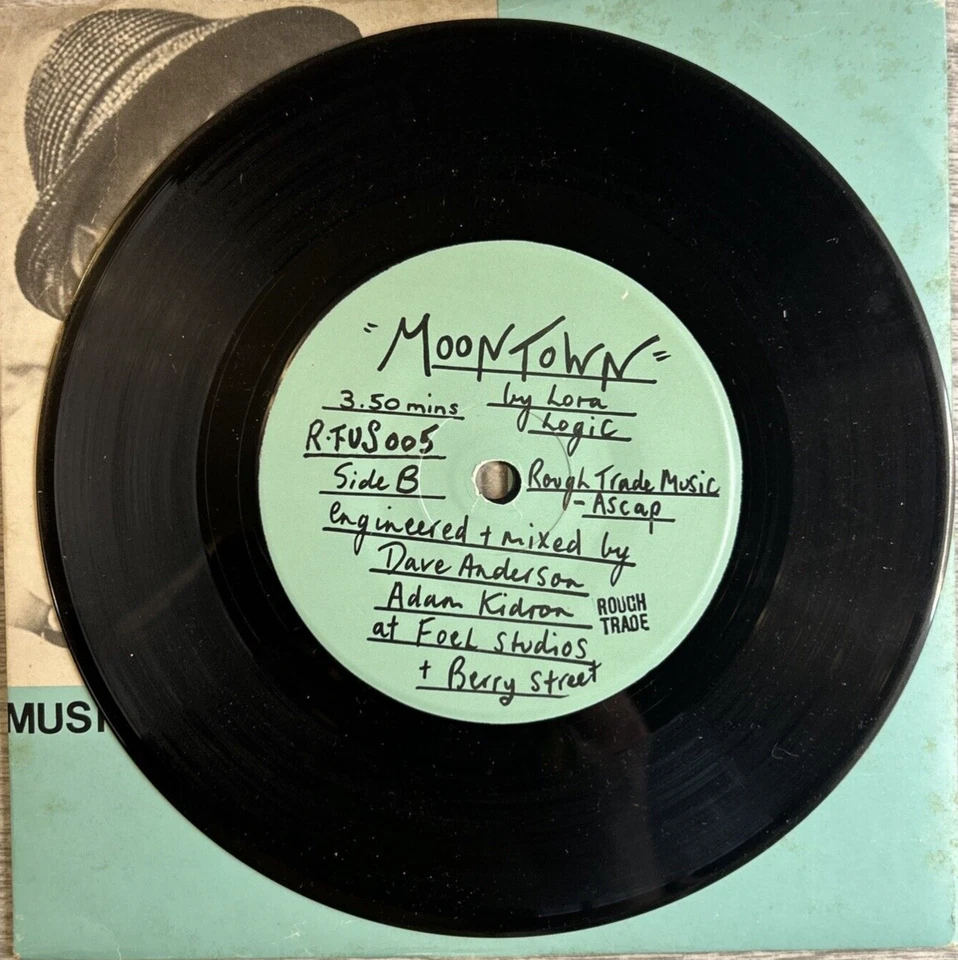 "MOONTOWN"
by Lora
Logic
3.50 mins
R.TUS005
Side B
Rough Trade Music
- Ascap
engineered + mixed by
Dave Anderson
Adam Kidron
at Foel Studios
+ Berry Street
ROUGH
TRADE
MUSI